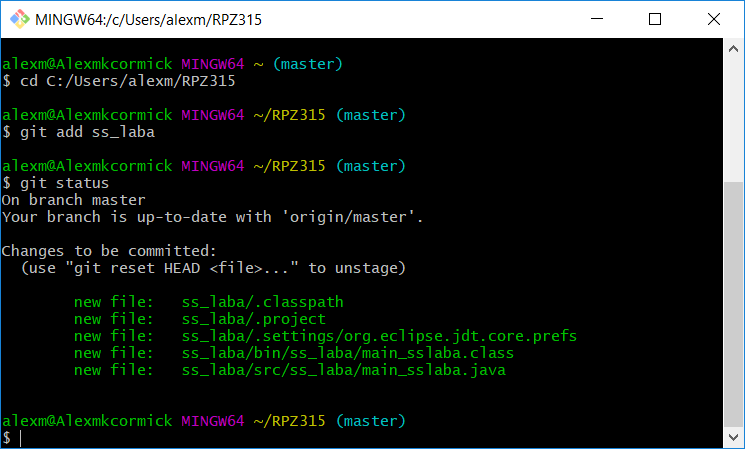 MINGW64:/c/Users/alexm/RPZ315
alexm@Alexmkcormick MINGW64 ~ (master)
$ cd C:/Users/alexm/RPZ315
alexm@Alexmkcormick MINGW64 ~/RPZ315 (master)
$ git add ss_laba
alexm@Alexmkcormick MINGW64 ~/RPZ315 (master)
$ git status
On branch master
Your branch is up-to-date with 'origin/master'.
Changes to be committed:
  (use "git reset HEAD <file>..." to unstage)
        new file:   ss_laba/.classpath
        new file:   ss_laba/.project
        new file:   ss_laba/.settings/org.eclipse.jdt.core.prefs
        new file:   ss_laba/bin/ss_laba/main_sslaba.class
        new file:   ss_laba/src/ss_laba/main_sslaba.java
alexm@Alexmkcormick MINGW64 ~/RPZ315 (master)
$